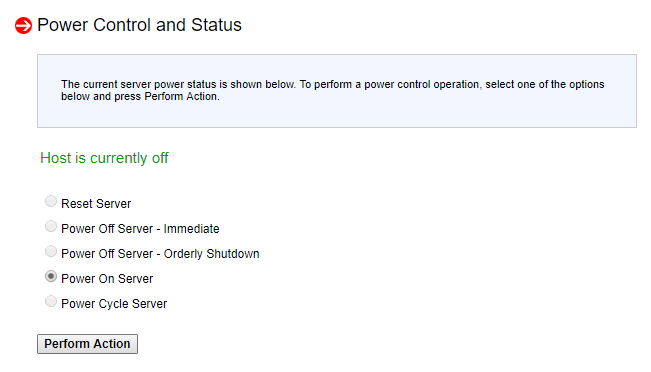 Power Control and Status
The current server power status is shown below. To perform a power control operation, select one of the options
below and press Perform Action.
Host is currently off
Reset Server
Power Off Server - Immediate
Power Off Server - Orderly Shutdown
Power On Server
Power Cycle Server
Perform Action